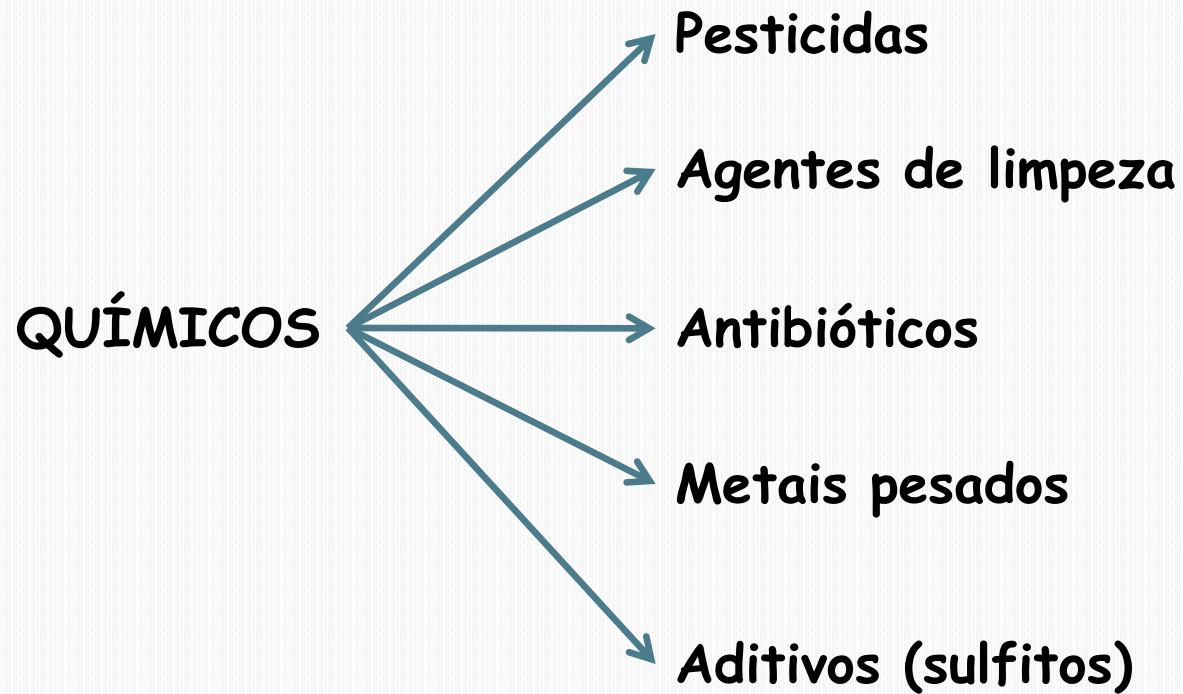 Pesticidas
Agentes de limpeza
QUÍMICOS
Antibióticos
Metais pesados
Aditivos (sulfitos)